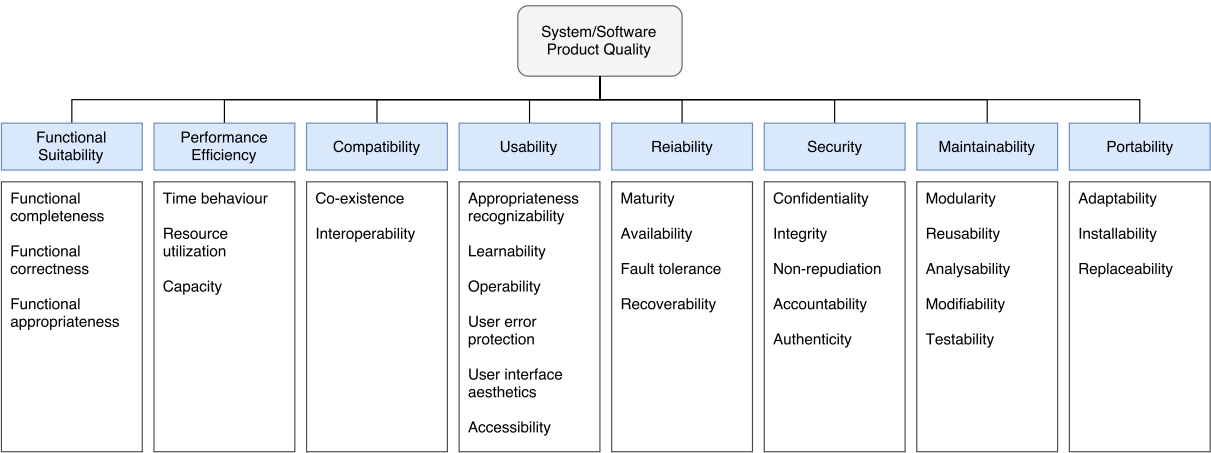 System/Software
Product Quality
Functional
Suitability
Performance
Efficiency
Compatibility
Usability
Reiability
Security
Maintainability
Portability
Functional
completeness
Functional
correctness
Functional
appropriateness
Time behaviour
Resource
utilization
Capacity
Co-existence
Interoperability
Appropriateness
recognizability
Learnability
Operability
User error
protection
User interface
aesthetics
Accessibility
Maturity
Availability
Fault tolerance
Recoverability
Confidentiality
Integrity
Non-repudiation
Accountability
Authenticity
Modularity
Reusability
Analysability
Modifiability
Testability
Adaptability
Installability
Replaceability